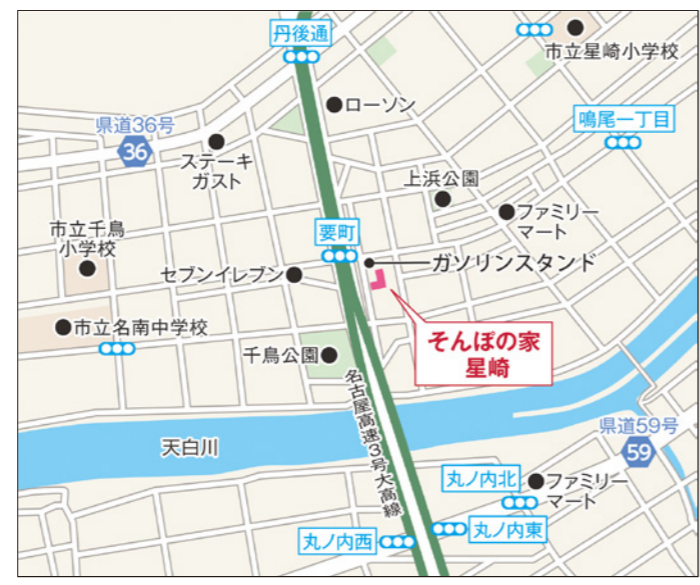 丹後通
市立星崎小学校
ローソン
県道36号
36
鳴尾一丁目
ステーキ
ガスト
上浜公園
ファミリー
マート
市立千鳥
小学校
要町
ガソリンスタンド
セブンイレブン
市立名南中学校
そんぽの家
星崎
千鳥公園
名古屋高速3号大高線
天白川
県道59号
59
丸ノ内北
ファミリー
マート
丸ノ内西
丸ノ内東